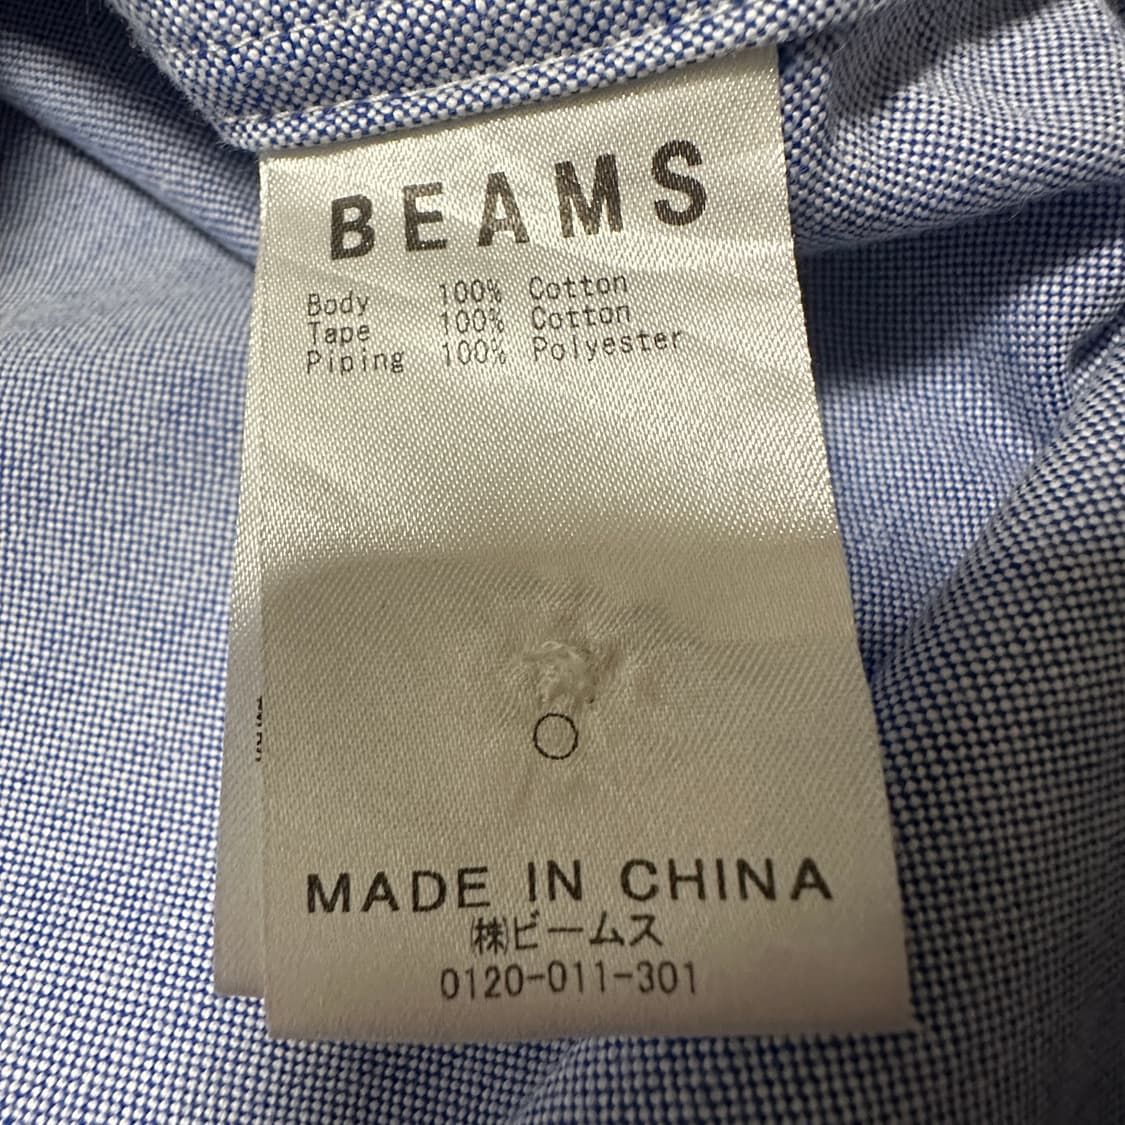 BEAMS
Body 100% Cotton
Tape 100% Cotton
Piping 100% Polyester
MADE IN CHINA
㈱ビームス
0120-011-301